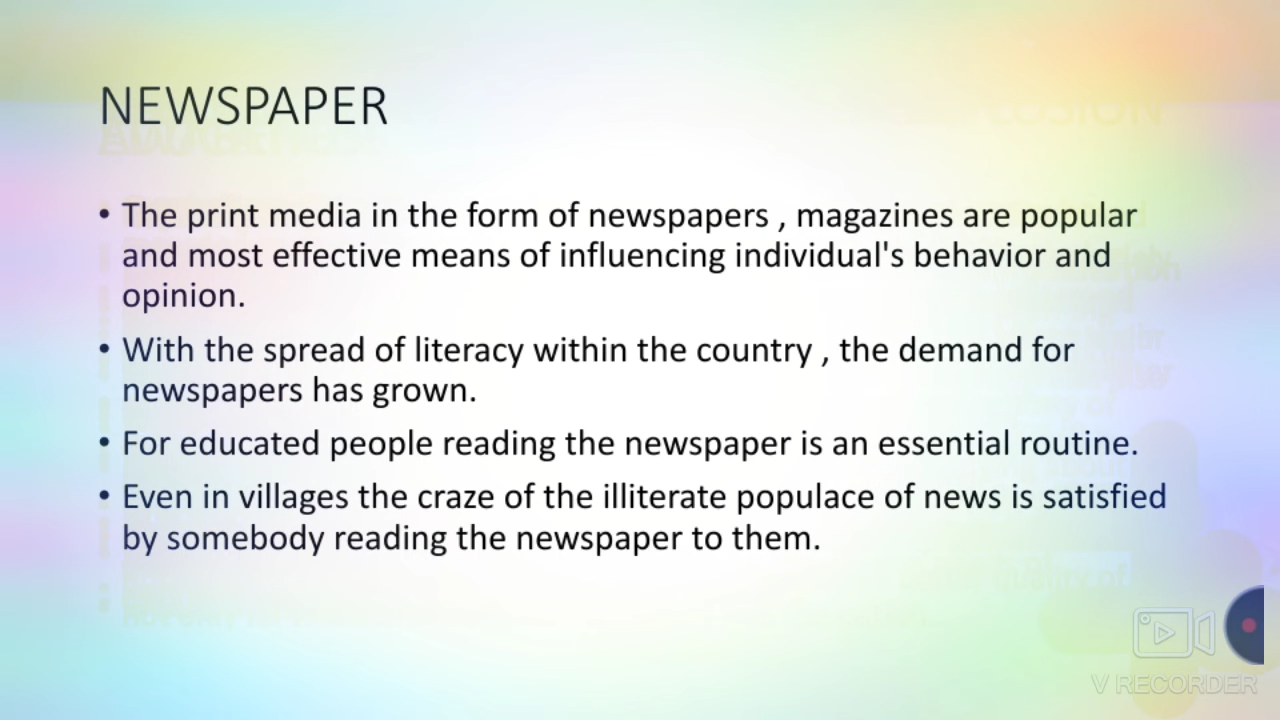 NEWSPAPER
• The print media in the form of newspapers , magazines are popular
and most effective means of influencing individual's behavior and
opinion.
• With the spread of literacy within the country , the demand for
newspapers has grown.
• For educated people reading the newspaper is an essential routine.
• Even in villages the craze of the illiterate populace of news is satisfied
by somebody reading the newspaper to them.
V RECORDER